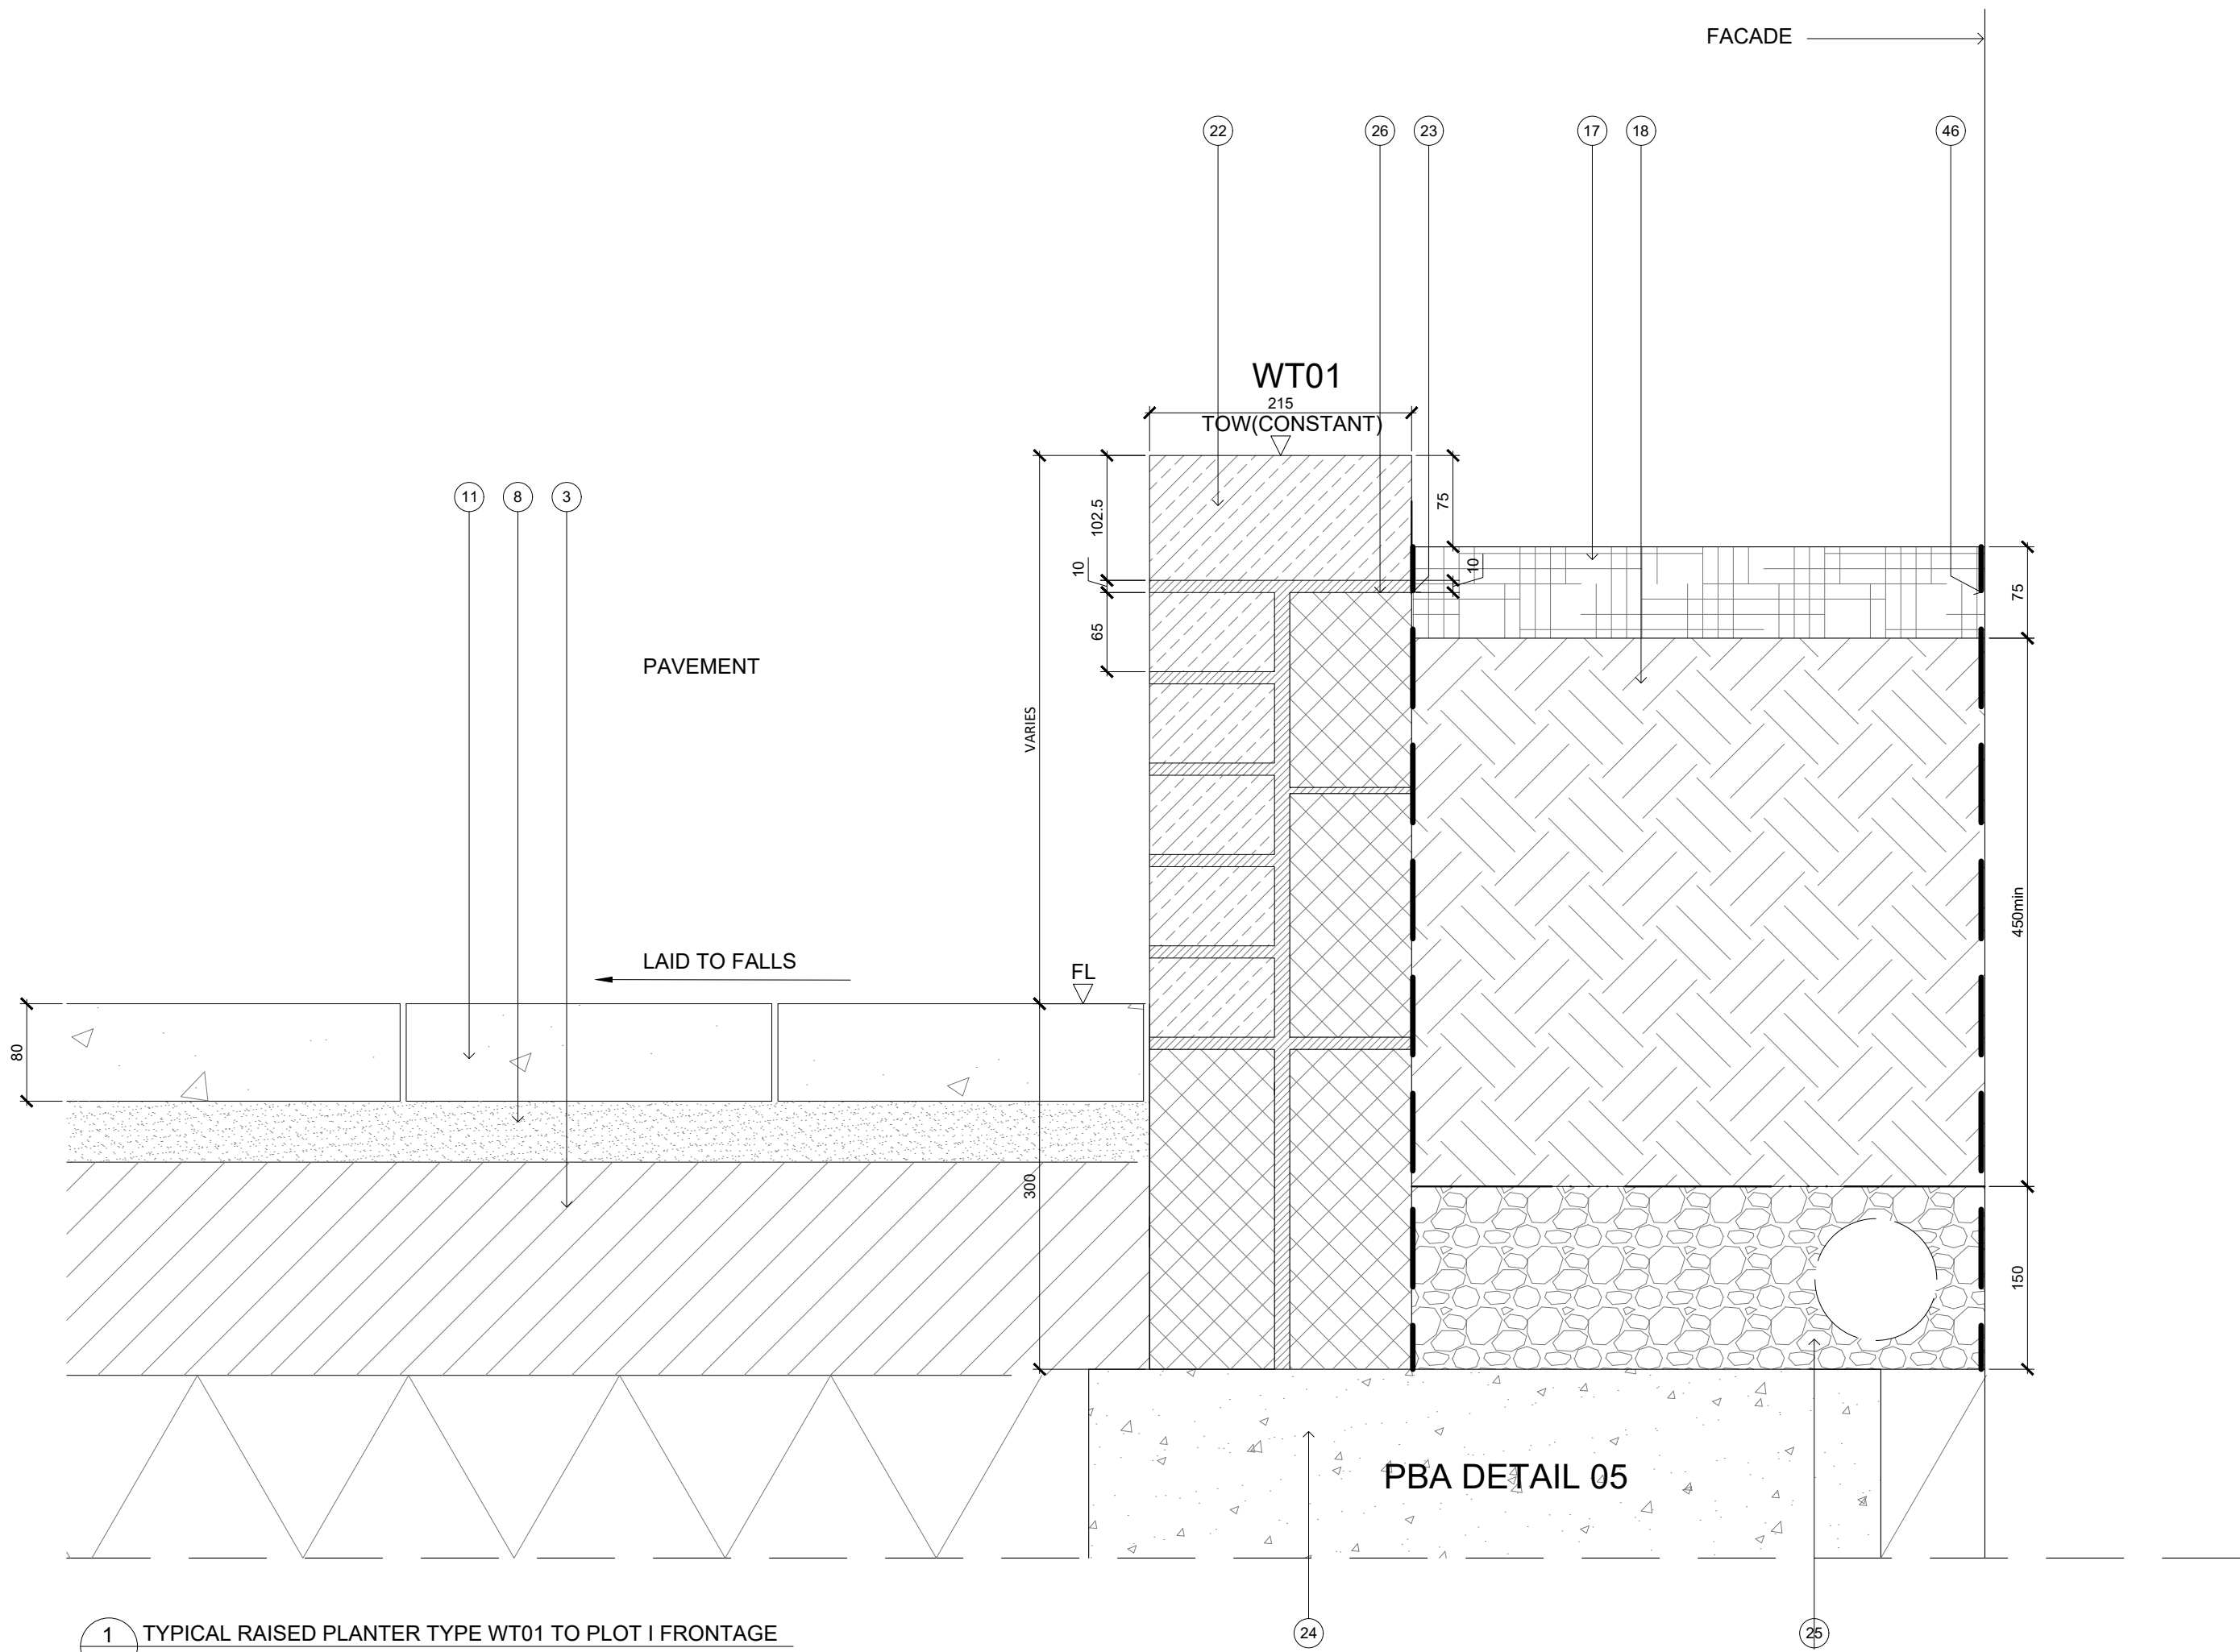 FACADE
22
26
23
17
18
46
WT01
215
TOW(CONSTANT)
11
8
3
102.5
75
10
10
65
75
PAVEMENT
VARIES
450min
LAID TO FALLS
FL
80
300
150
PBA DETAIL 05
1 TYPICAL RAISED PLANTER TYPE WT01 TO PLOT I FRONTAGE
24
25